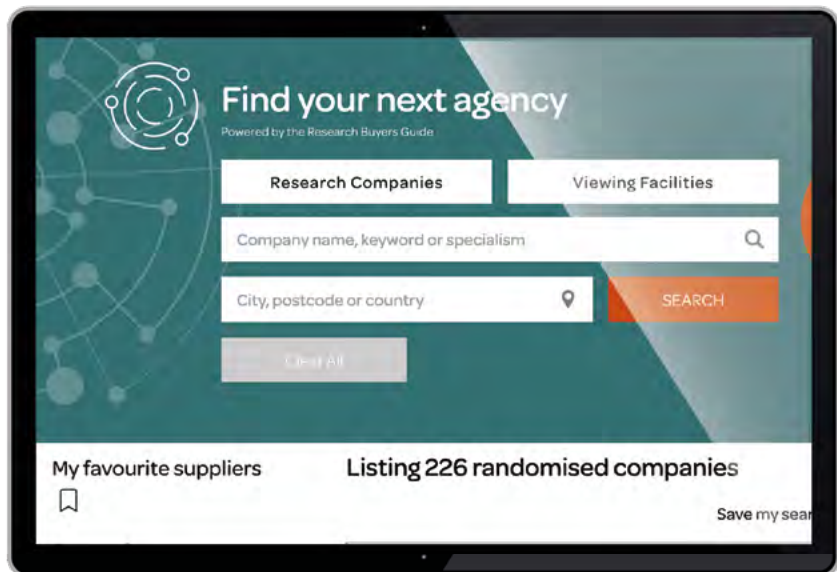 Find your next agency
Powered by the Research Buyers Guide
Research Companies
Viewing Facilities
Company name, keyword or specialism
City, postcode or country
SEARCH
Clear All
My favourite suppliers
Listing 226 randomised companies
Save my sear